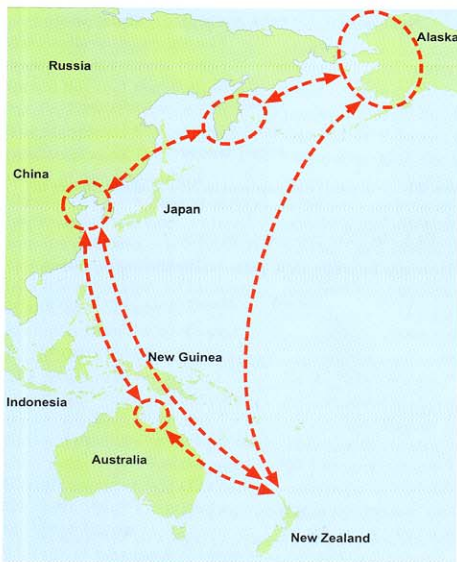 Alaska
Russia
China
Japan
New Guinea
Indonesia
Australia
New Zealand